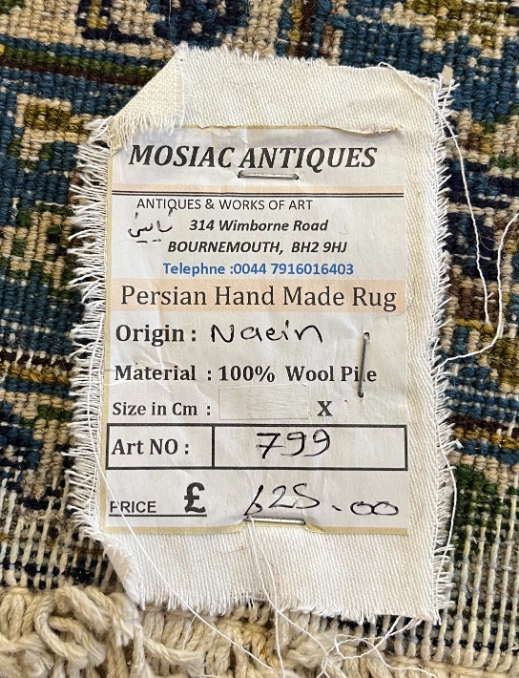 MOSIAC ANTIQUES
ANTIQUES & WORKS OF ART
نایین 314 Wimborne Road
BOURNEMOUTH, BH2 9HJ
Telephne :0044 7916016403
Persian Hand Made Rug
Origin : Naein
Material : 100% Wool Pile
Size in Cm : X
Art NO : 799
PRICE £ 625.00